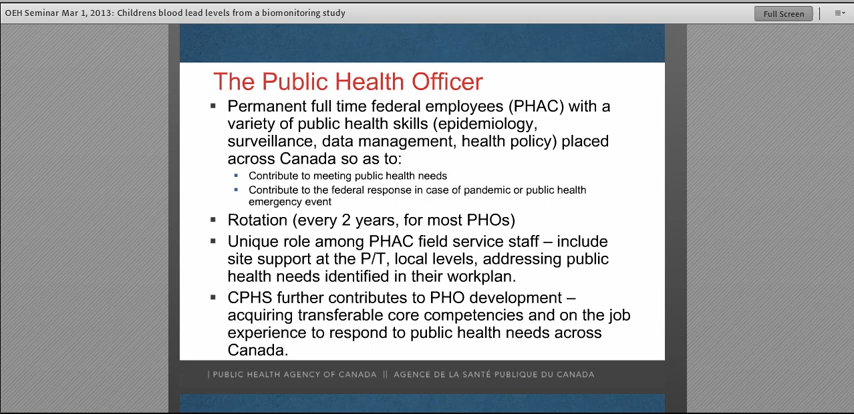 OEH Seminar Mar 1, 2013: Childrens blood lead levels from a biomonitoring study
Full Screen
The Public Health Officer
▪ Permanent full time federal employees (PHAC) with a
variety of public health skills (epidemiology,
surveillance, data management, health policy) placed
across Canada so as to:
▪ Contribute to meeting public health needs
▪ Contribute to the federal response in case of pandemic or public health
emergency event
▪ Rotation (every 2 years, for most PHOs)
▪ Unique role among PHAC field service staff – include
site support at the P/T, local levels, addressing public
health needs identified in their workplan.
▪ CPHS further contributes to PHO development –
acquiring transferable core competencies and on the job
experience to respond to public health needs across
Canada.
PUBLIC HEALTH AGENCY OF CANADA || AGENCE DE LA SANTÉ PUBLIQUE DU CANADA